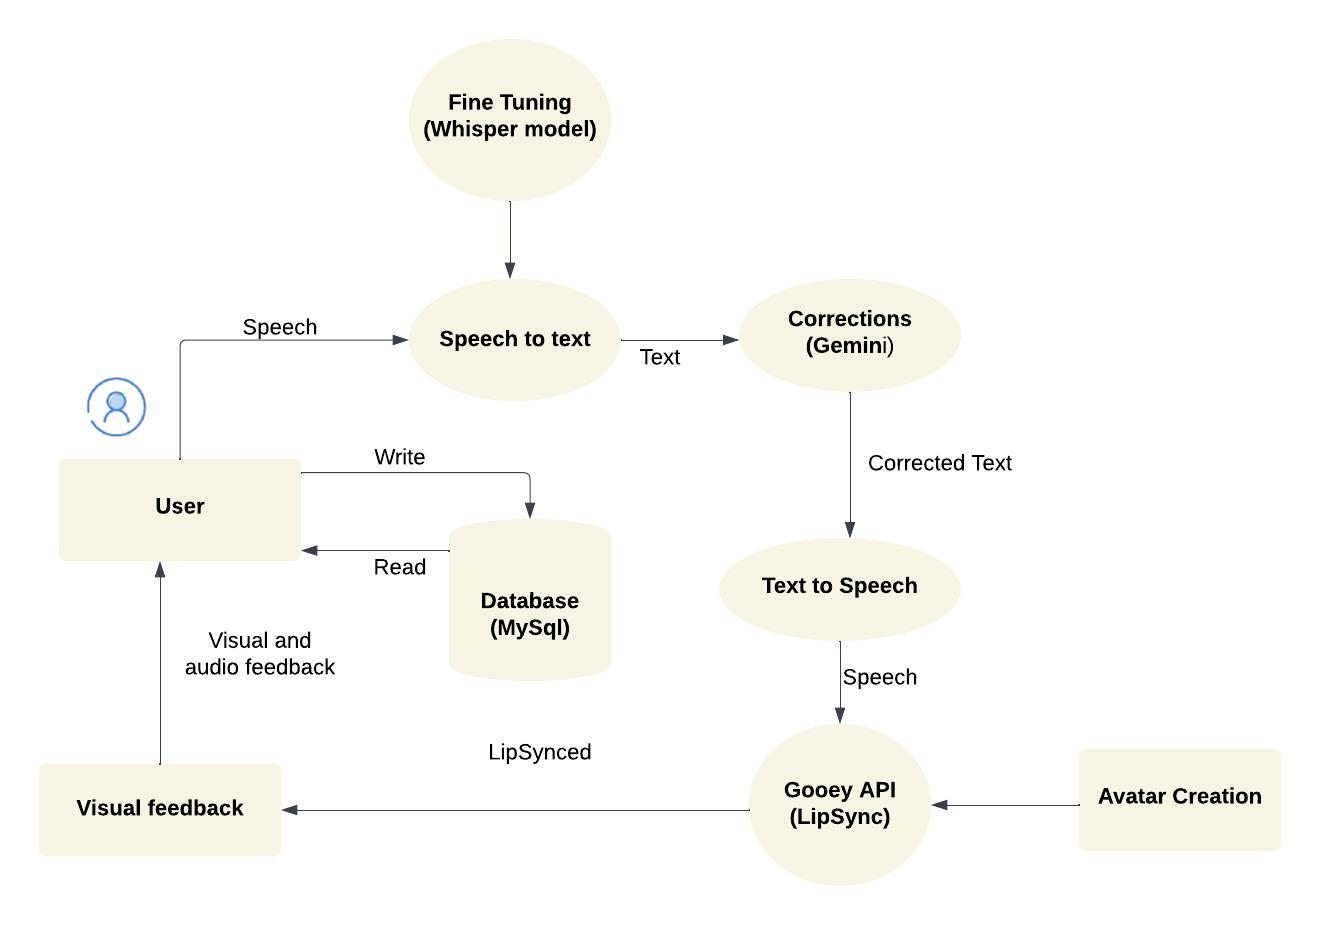 Fine Tuning
(Whisper model)
Speech
Speech to text
Text
Corrections
(Gemini)
Write
Corrected Text
User
Read
Database
(MySql)
Text to Speech
Visual and
audio feedback
Speech
LipSynced
Visual feedback
Gooey API
(LipSync)
Avatar Creation